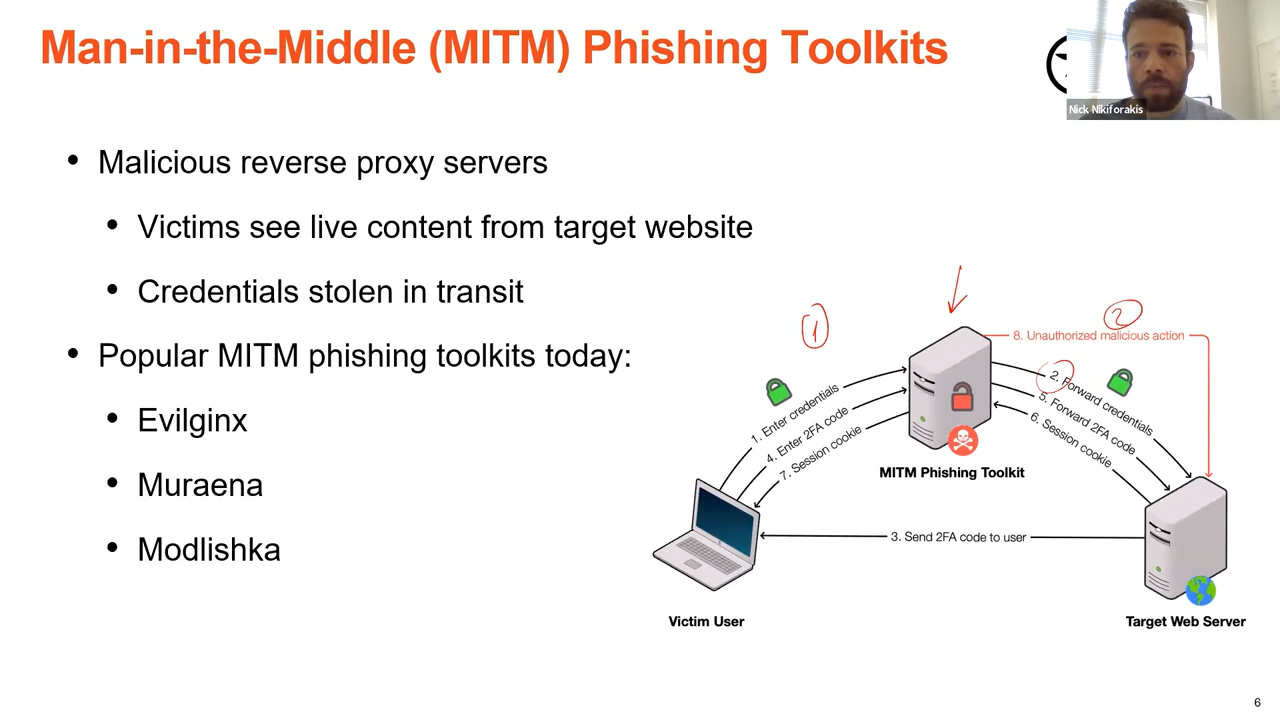 Man-in-the-Middle (MITM) Phishing Toolkits
Nick Nikiforakis
• Malicious reverse proxy servers
• Victims see live content from target website
• Credentials stolen in transit
• Popular MITM phishing toolkits today:
• Evilginx
• Muraena
• Modlishka
1
2
8. Unauthorized malicious action
1. Enter credentials
2. Forward credentials
4. Enter 2FA code
5. Forward 2FA code
7. Session cookie
6. Session cookie
MITM Phishing Toolkit
3. Send 2FA code to user
Victim User
Target Web Server
6